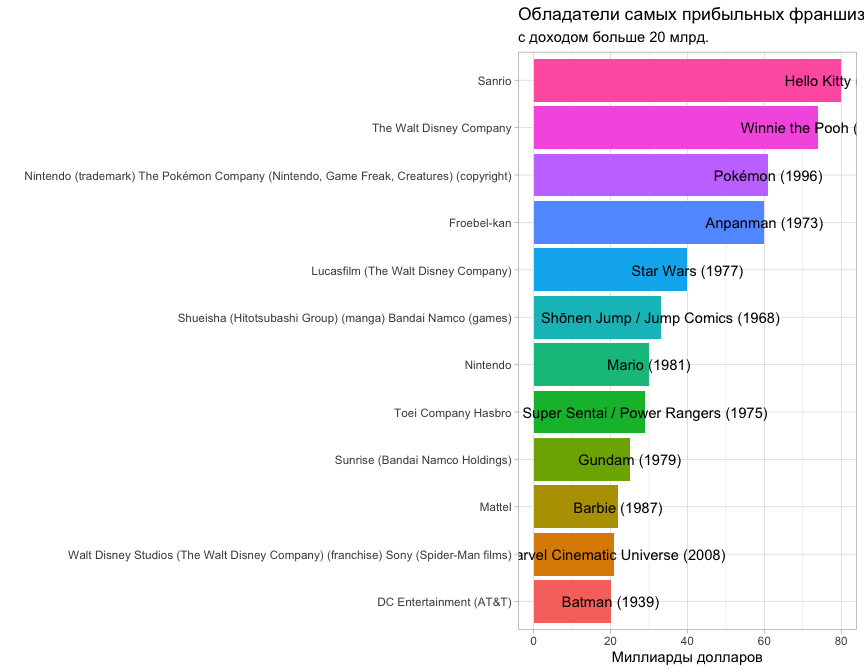 Обладатели самых прибыльных франшиз
с доходом больше 20 млрд.
Sanrio Hello Kitty
The Walt Disney Company Winnie the Pooh (
Nintendo (trademark) The Pokémon Company (Nintendo, Game Freak, Creatures) (copyright) Pokémon (1996)
Froebel-kan Anpanman (1973)
Lucasfilm (The Walt Disney Company) Star Wars (1977)
Shueisha (Hitotsubashi Group) (manga) Bandai Namco (games) Shōnen Jump / Jump Comics (1968)
Nintendo Mario (1981)
Toei Company Hasbro Super Sentai / Power Rangers (1975)
Sunrise (Bandai Namco Holdings) Gundam (1979)
Mattel Barbie (1987)
Walt Disney Studios (The Walt Disney Company) (franchise) Sony (Spider-Man films) arvel Cinematic Universe (2008)
DC Entertainment (AT&T) Batman (1939)
0 20 40 60 80
Миллиарды долларов